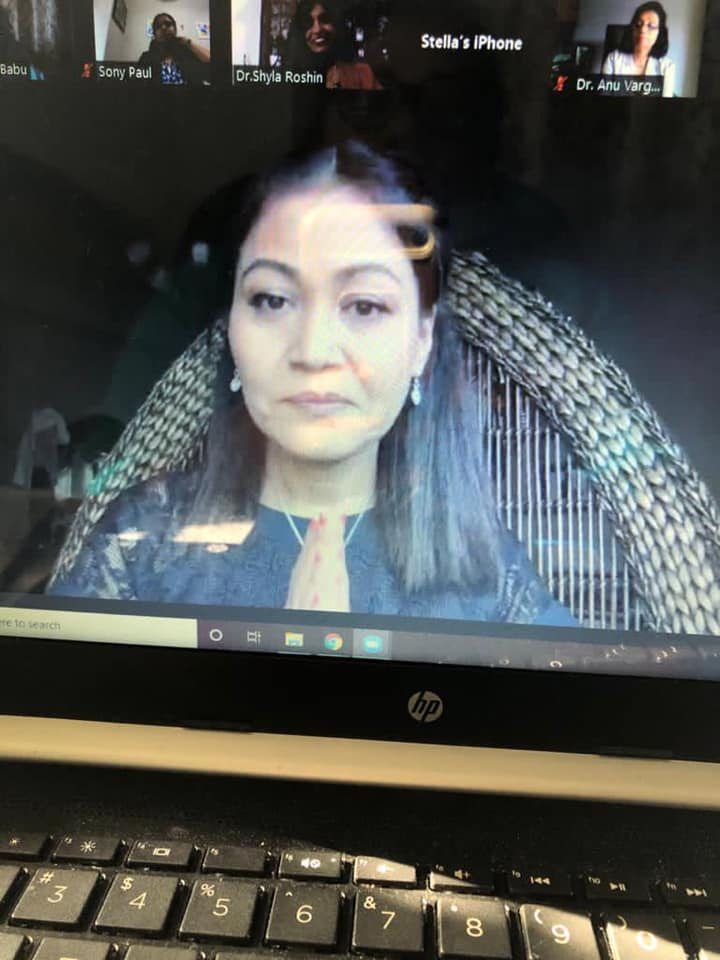 Babu
Sony Paul
Dr.Shyla Roshin
Stella's iPhone
Dr. Anu Varg...
ere to search
hp
# 3
$ 4
% 5
^ 6
& 7
* 8
( 9
) 0